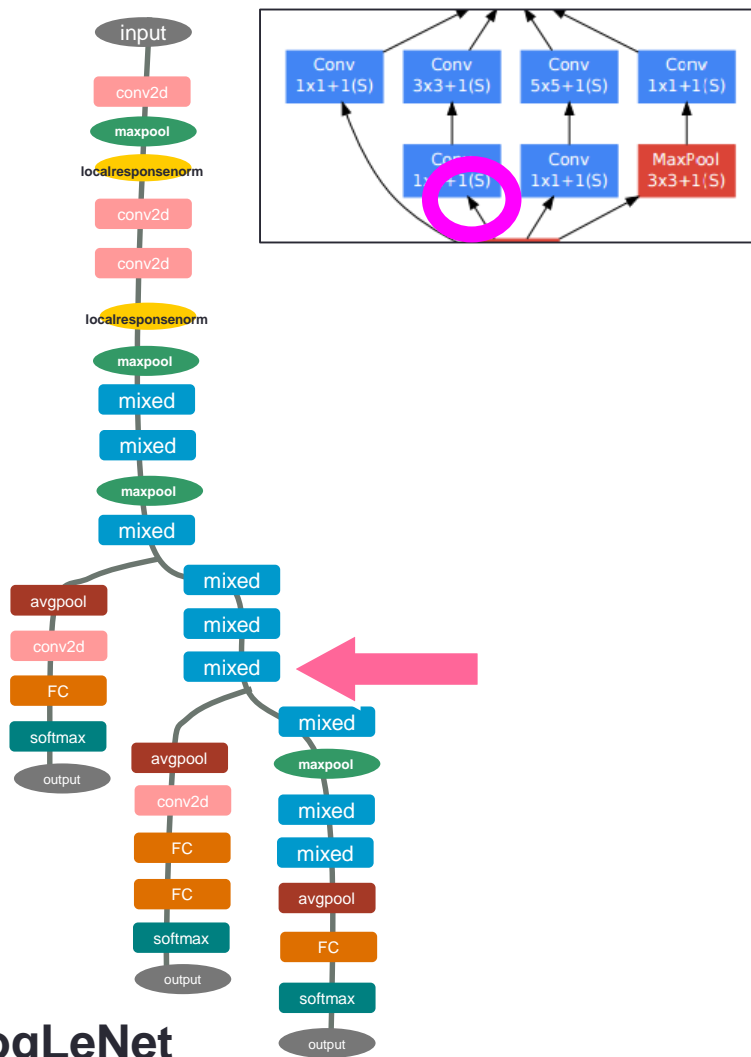 input
conv2d
maxpool
localresponsenorm
conv2d
conv2d
localresponsenorm
maxpool
mixed
mixed
maxpool
mixed
mixed
mixed
mixed
avgpool
conv2d
FC
softmax
output
avgpool
conv2d
FC
FC
softmax
output
mixed
maxpool
mixed
mixed
avgpool
FC
softmax
output
Conv
1x1+1(S)
Conv
3x3+1(S)
Conv
5x5+1(S)
Conv
1x1+1(S)
Conv
Conv
1x1+1(S)
MaxPool
3x3+1(S)
ogLeNet